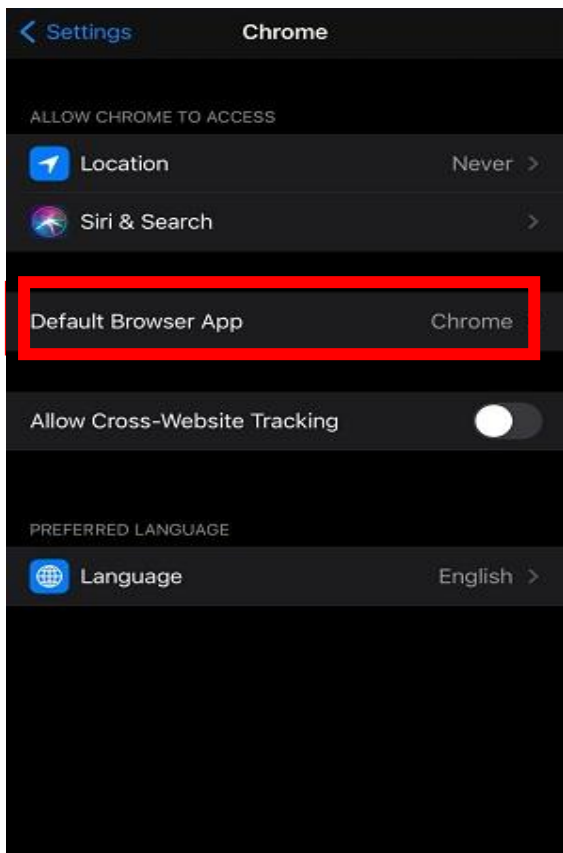 Settings Chrome
ALLOW CHROME TO ACCESS
Location Never
Siri & Search
Default Browser App Chrome
Allow Cross-Website Tracking
PREFERRED LANGUAGE
Language English